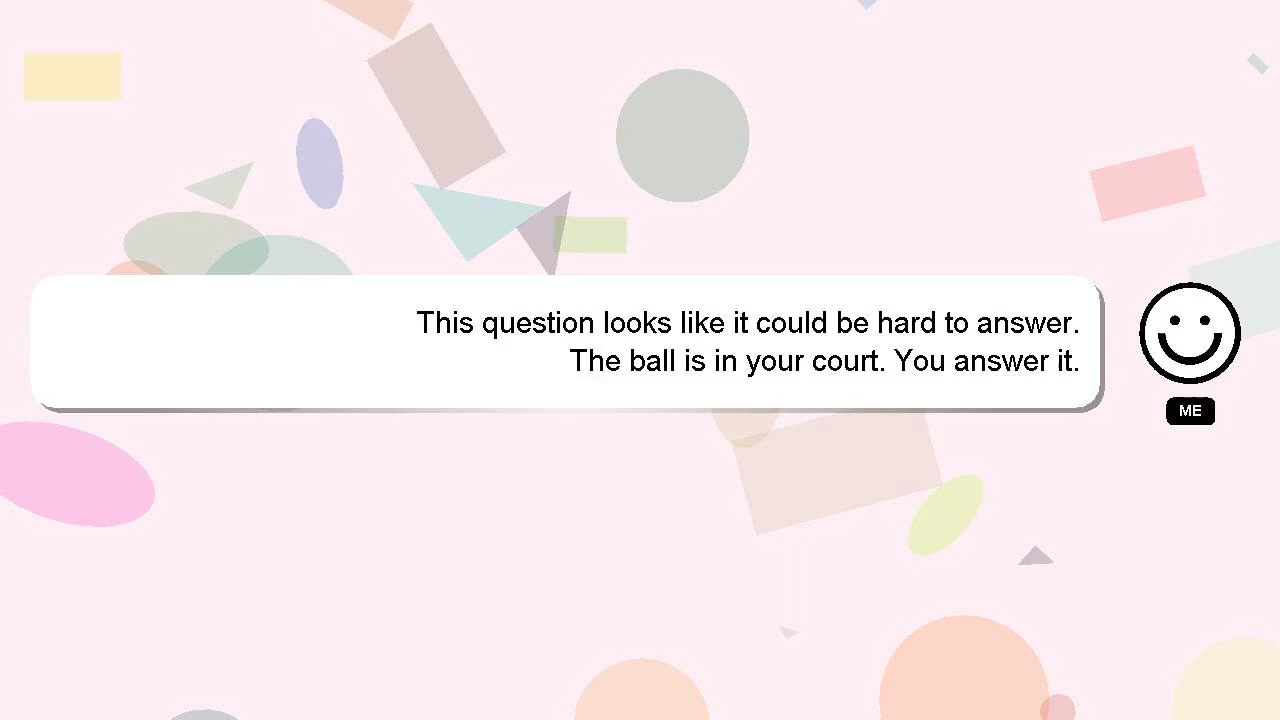 This question looks like it could be hard to answer.
The ball is in your court. You answer it.
ME